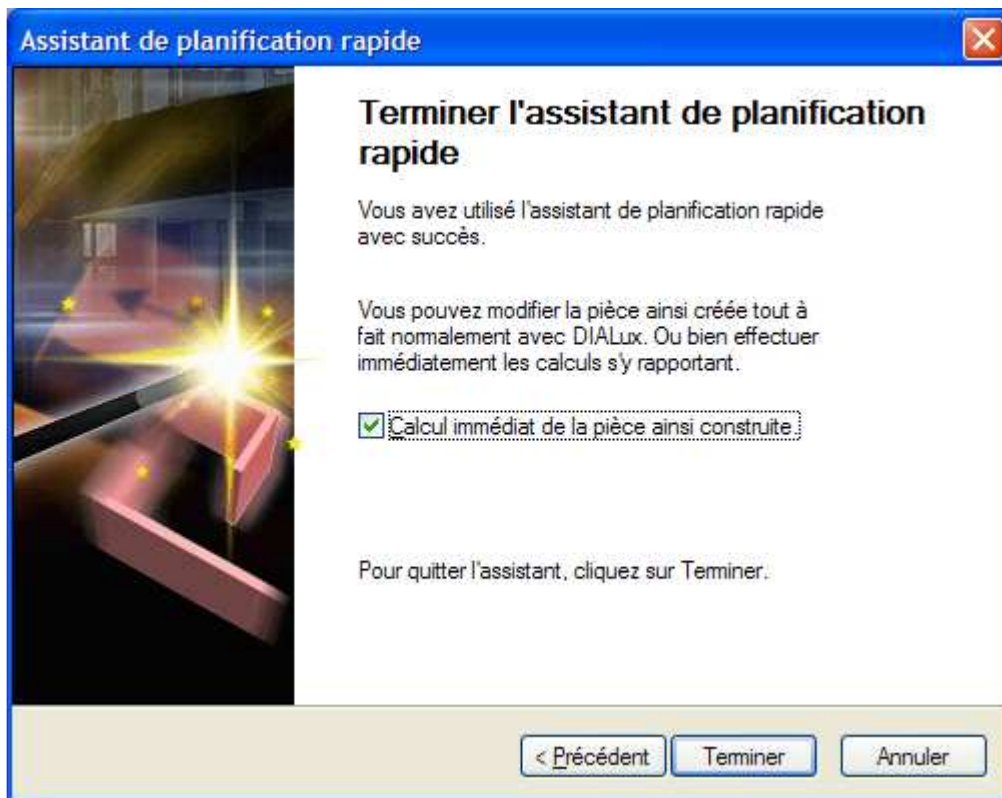 Assistant de planification rapide
Terminer l'assistant de planification
rapide
Vous avez utilisé l'assistant de planification rapide
avec succès.
Vous pouvez modifier la pièce ainsi créée tout à
fait normalement avec DIALux. Ou bien effectuer
immédiatement les calculs s'y rapportant.
Calcul immédiat de la pièce ainsi construite.
Pour quitter l'assistant, cliquez sur Terminer.
< Précédent Terminer Annuler